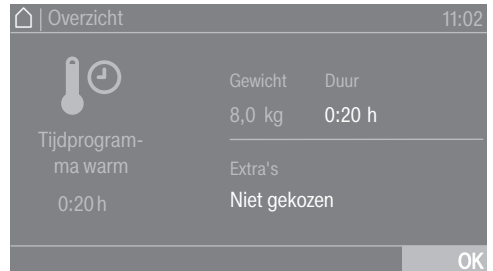 | Overzicht 11:02
Gewicht Duur
8,0 kg 0:20 h
Tijdprogram-
ma warm
0:20 h
Extra's
Niet gekozen
OK